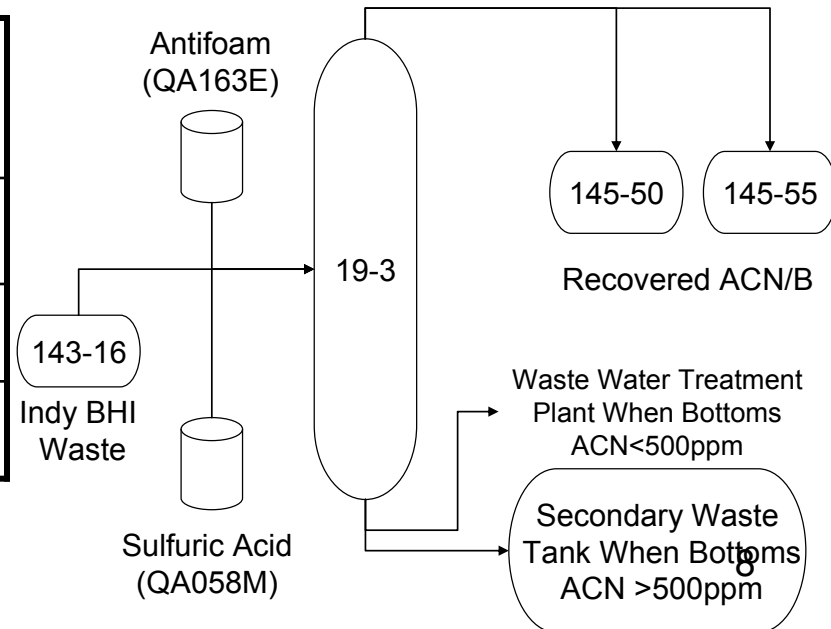 Antifoam
(QA163E)
145-50
145-55
19-3
Recovered ACN/B
143-16
Indy BHI
Waste
Waste Water Treatment
Plant When Bottoms
ACN<500ppm
Sulfuric Acid
(QA058M)
Secondary Waste
Tank When Bottoms
ACN >500ppm
8